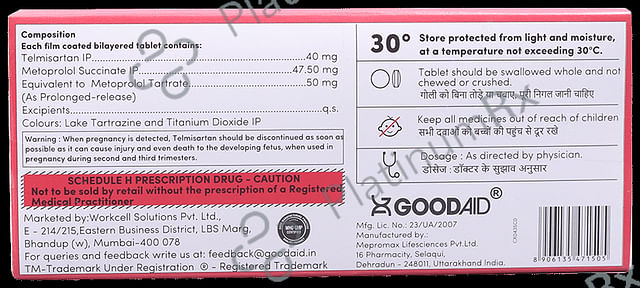 Composition
Each film coated bilayered tablet contains:
Telmisartan IP..........................................................40 mg
Metoprolol Succinate IP........................................47.50 mg
Equivalent to Metoprolol Tartrate..........................50 mg
(As Prolonged-release)
Excipients................................................................q.s.
Colours: Lake Tartrazine and Titanium Dioxide IP
Warning : When pregnancy is detected, Telmisartan should be discontinued as soon as
possible as it can cause injury and even death to the developing fetus, when used in
pregnancy during second and third trimesters.
SCHEDULE H PRESCRIPTION DRUG - CAUTION
Not to be sold by retail without the prescription of a Registered
Medical Practitioner
Marketed by: Workcell Solutions Pvt. Ltd.,
E - 214/215, Eastern Business District, LBS Marg,
Bhandup (w), Mumbai-400 078
For queries and feedback write us at: feedback@goodaid.in
TM-Trademark Under Registration ® - Registered Trademark
30°
Store protected from light and moisture,
at a temperature not exceeding 30°C.
Tablet should be swallowed whole and not
chewed or crushed.
गोली को बिना तोड़े या चबाए, पूरी निगल जानी चाहिए
Keep all medicines out of reach of children
सभी दवाओं को बच्चों की पहुंच से दूर रखें
Dosage : As directed by physician.
डोसेज : डॉक्टर के सुझाव अनुसार
GOODAID®
Mfg. Lic. No.: 23/UA/2007
Manufactured by.:
Mepromax Lifesciences Pvt.Ltd.
16 Pharmacity, Selaqui,
Dehradun - 248011, Uttarakhand India.
8906135471505
PlatinumRx
PlatinumRx